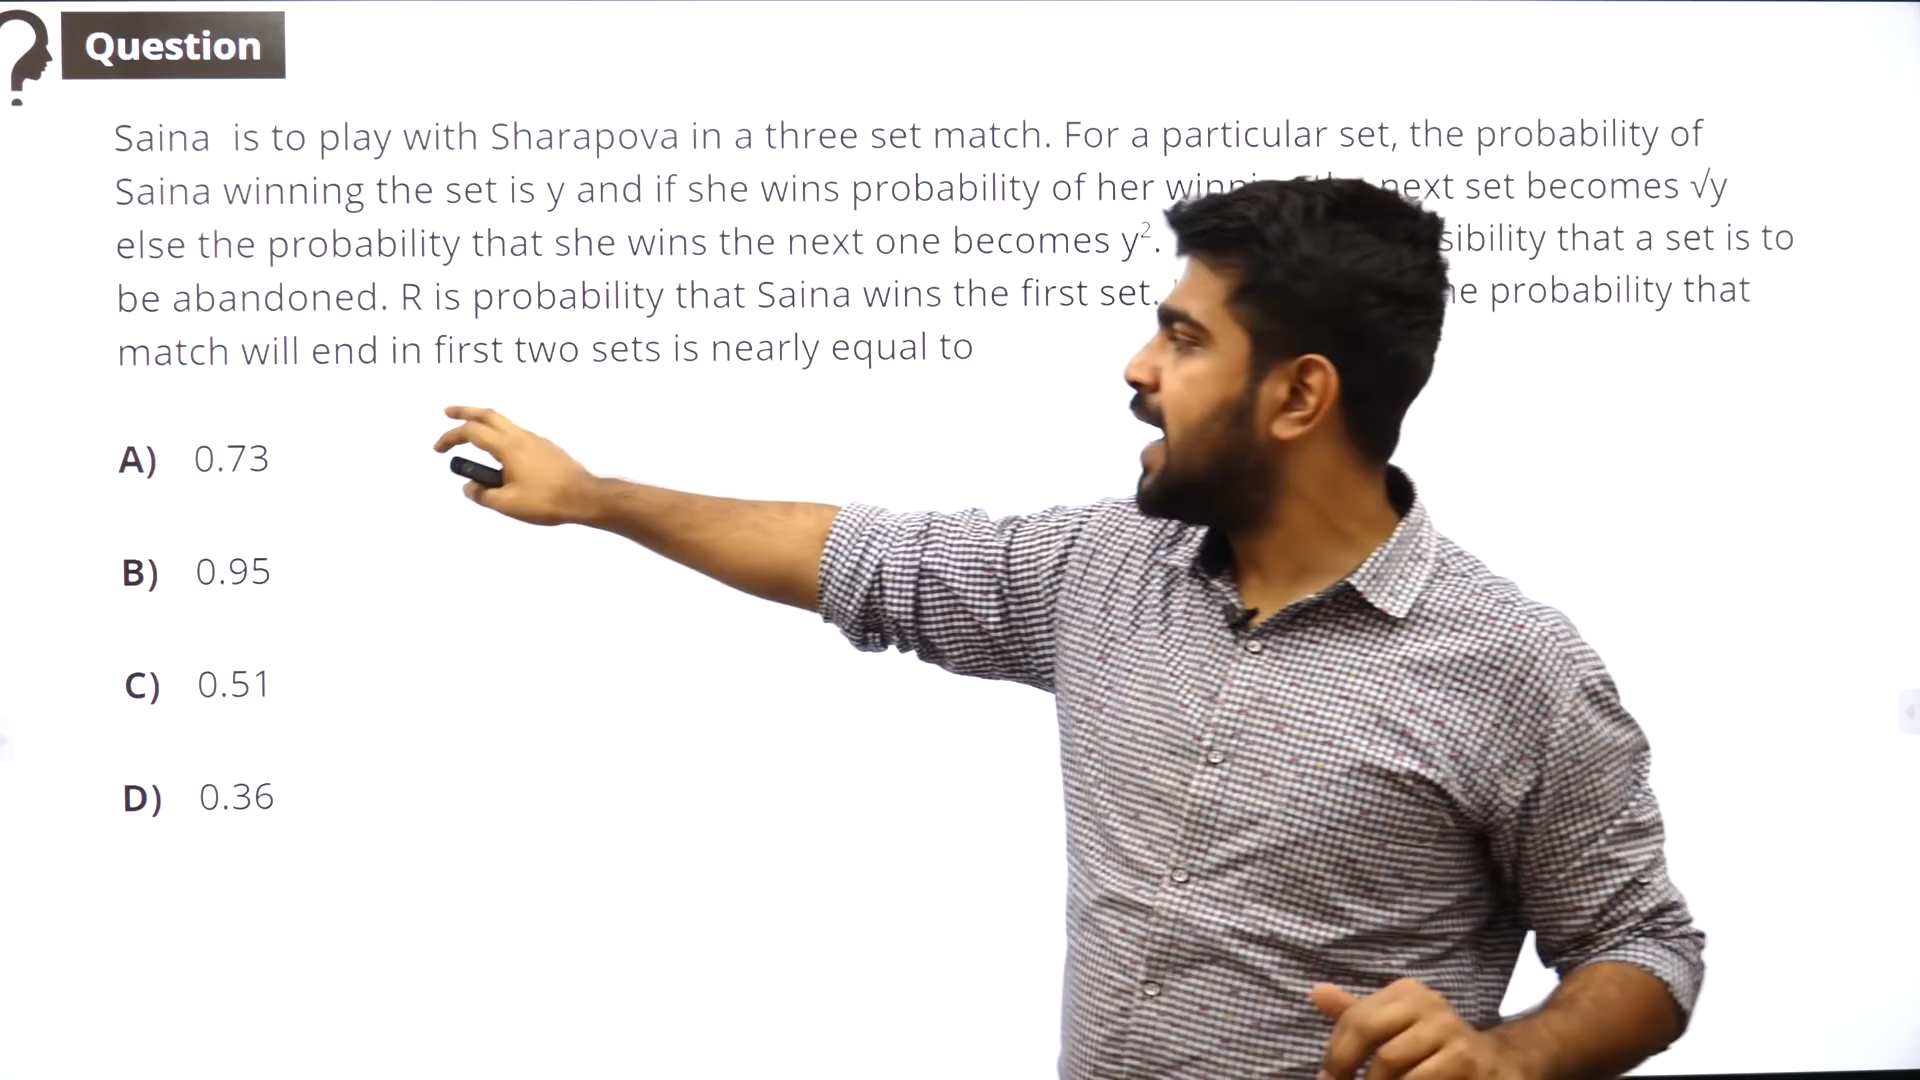 Question
Saina is to play with Sharapova in a three set match. For a particular set, the probability of
Saina winning the set is y and if she wins probability of her next set becomes √y
else the probability that she wins the next one becomes y². that a set is to
be abandoned. R is probability that Saina wins the first set. probability that
match will end in first two sets is nearly equal to
A) 0.73
B) 0.95
C) 0.51
D) 0.36